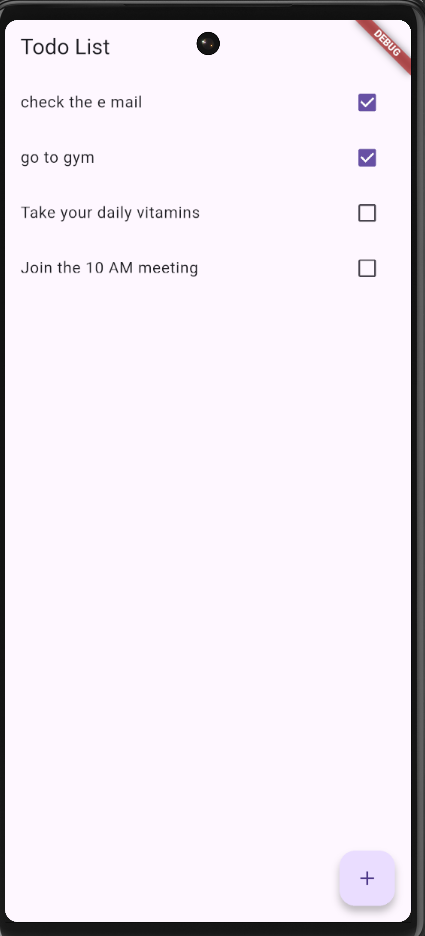 Todo List
DEBUG
check the e mail
go to gym
Take your daily vitamins
Join the 10 AM meeting
+